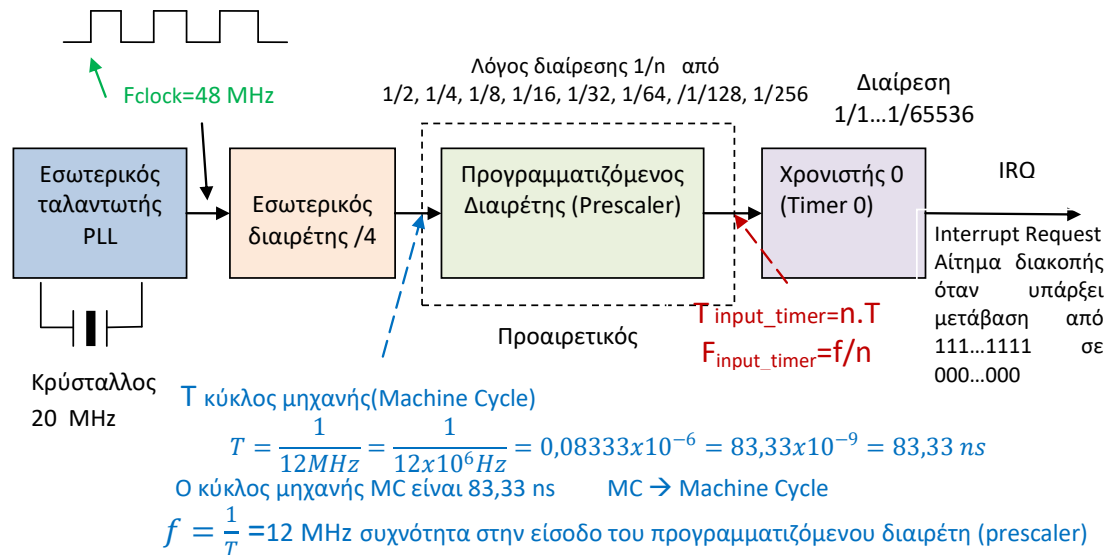 Fclock=48 MHz
Λόγος διαίρεσης 1/n από
1/2, 1/4, 1/8, 1/16, 1/32, 1/64, /1/128, 1/256
Διαίρεση
1/1...1/65536
Εσωτερικός
ταλαντωτής
PLL
Εσωτερικός
διαιρέτης /4
Προγραμματιζόμενος
Διαιρέτης (Prescaler)
Χρονιστής 0
(Timer 0)
IRQ
Interrupt Request
Αίτημα διακοπής
όταν υπάρξει
μετάβαση από
111...1111 σε
000...000
Προαιρετικός
T input_timer=n.T
F input_timer=f/n
Κρύσταλλος
20 MHz
T κύκλος μηχανής(Machine Cycle)
T = 1/12MHz = 1/12x10^6Hz = 0,08333x10^-6 = 83,33x10^-9 = 83,33 ns
Ο κύκλος μηχανής MC είναι 83,33 ns MC → Machine Cycle
f = 1/T =12 MHz συχνότητα στην είσοδο του προγραμματιζόμενου διαιρέτη (prescaler)